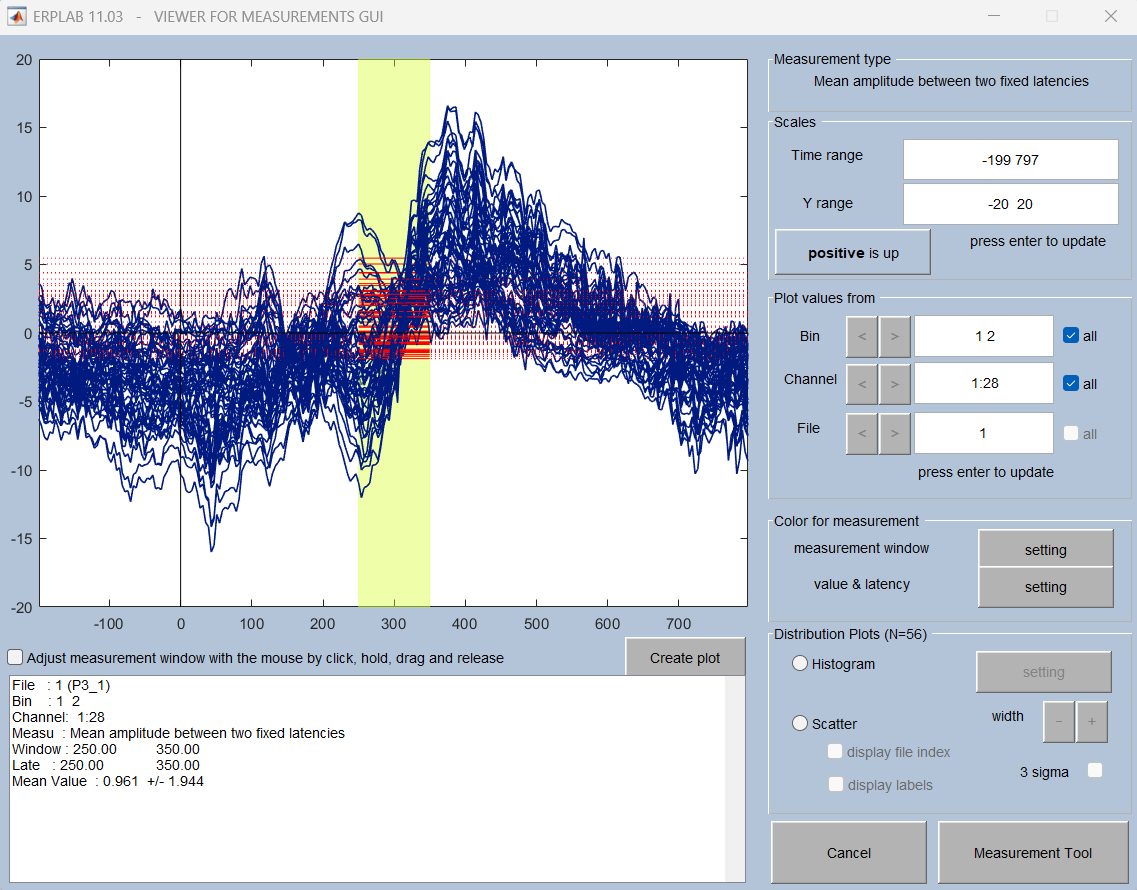 ERPLAB 11.03 - VIEWER FOR MEASUREMENTS GUI
20
15
10
5
0
-5
-10
-15
-20
-100 0 100 200 300 400 500 600 700
Adjust measurement window with the mouse by click, hold, drag and release
Create plot
File : 1 (P3_1)
Bin : 1 2
Channel: 1:28
Measu : Mean amplitude between two fixed latencies
Window : 250.00 350.00
Late : 250.00 350.00
Mean Value : 0.961 +/- 1.944
Measurement type
Mean amplitude between two fixed latencies
Scales
Time range -199 797
Y range -20 20
positive is up
press enter to update
Plot values from
Bin < > 1 2 all
Channel < > 1:28 all
File < > 1 all
press enter to update
Color for measurement
measurement window setting
value & latency setting
Distribution Plots (N=56)
Histogram setting
width - +
Scatter
display file index
3 sigma
display labels
Cancel Measurement Tool